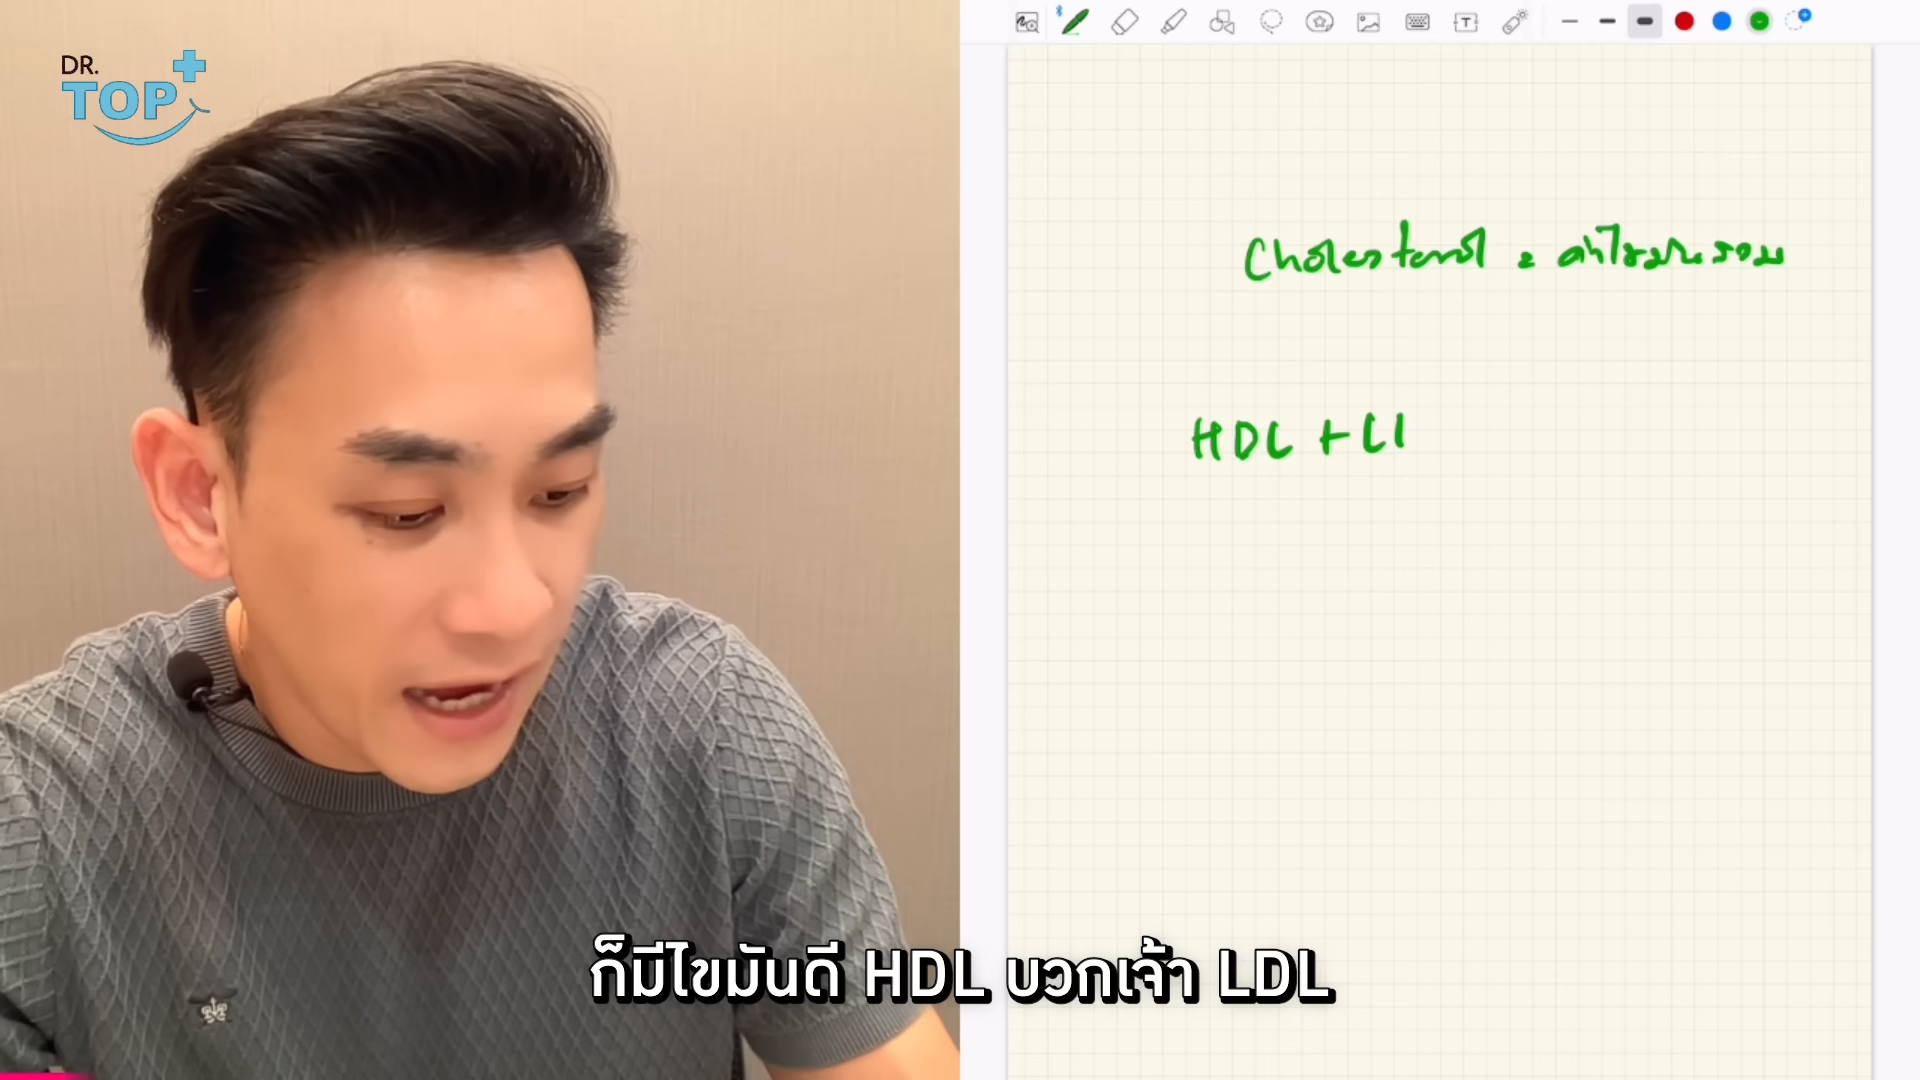 DR.
TOP
Cholesterol = ค่าไขมันรวม
HDL + LI
ก็มีไขมันดี HDL บวกเจ้า LDL